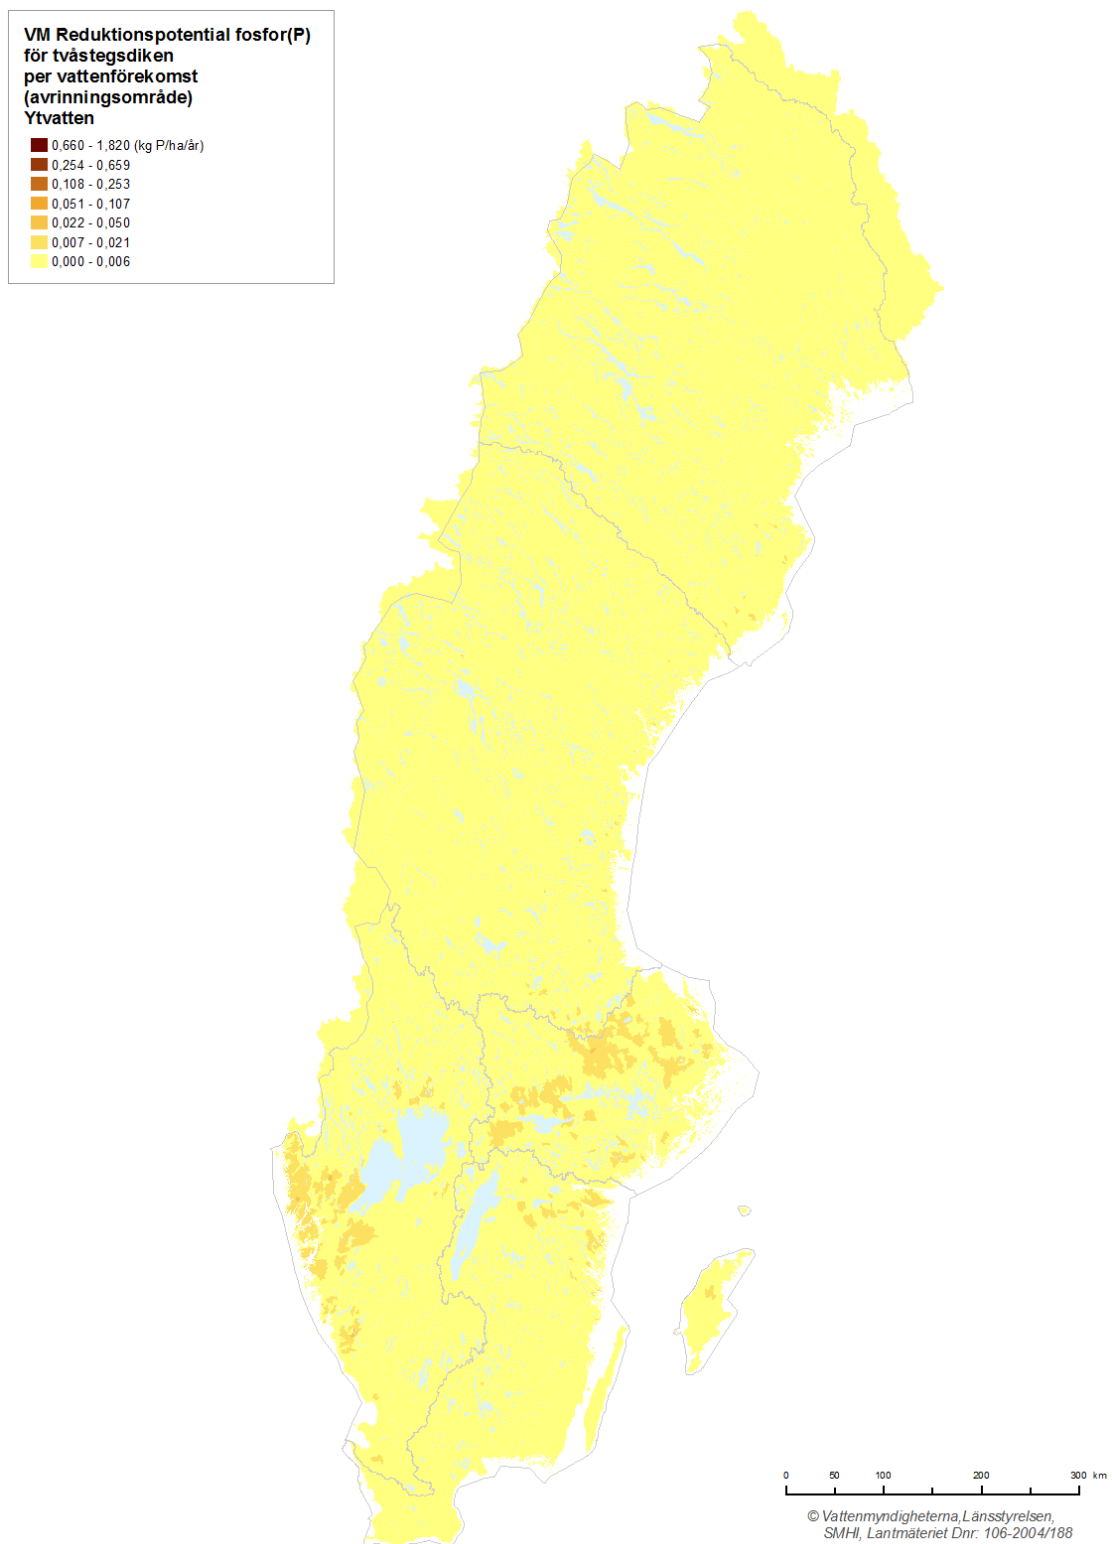 VM Reduktionspotential fosfor(P)
för tvåstegsdiken
per vattenförekomst
(avrinningsområde)
Ytvatten
0,660 - 1,820 (kg P/ha/år)
0,254 - 0,659
0,108 - 0,253
0,051 - 0,107
0,022 - 0,050
0,007 - 0,021
0,000 - 0,006
0 50 100 200 300 km
© Vattenmyndigheterna,Länsstyrelsen,
SMHI, Lantmäteriet Dnr: 106-2004/188